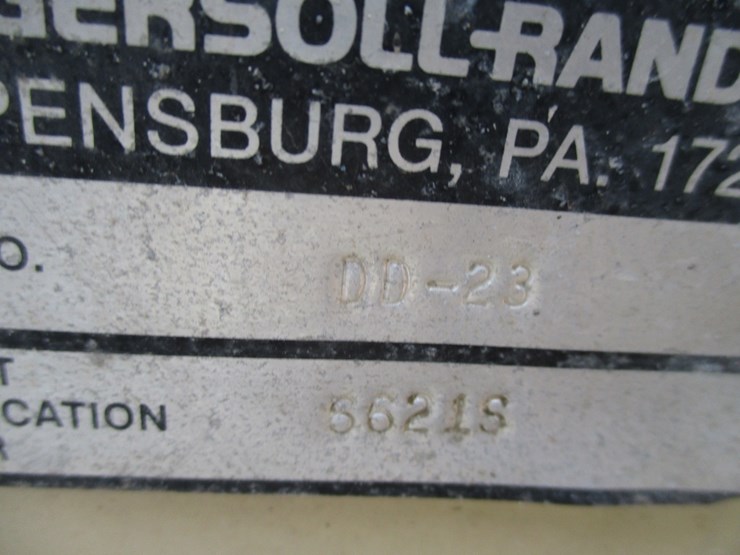 GERSOLL-RAND
PENSBURG, PA. 172
O. DD-23
T
CATION 5621S
R